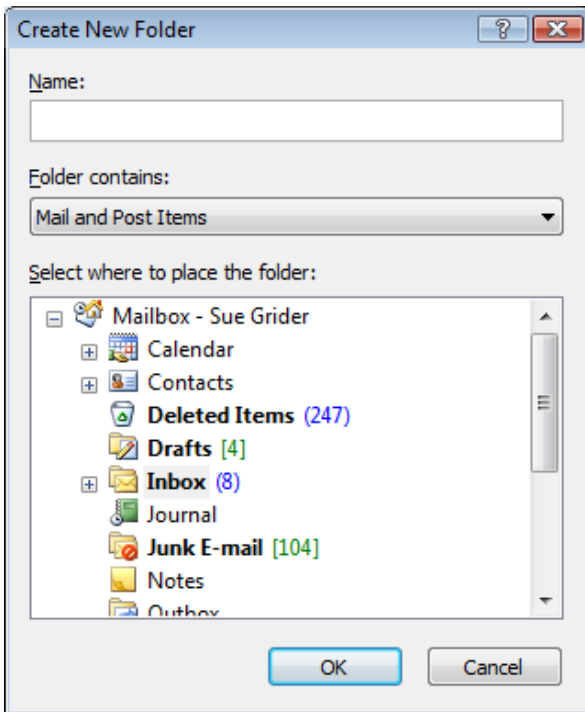 Create New Folder
Name:
Folder contains:
Mail and Post Items
Select where to place the folder:
Mailbox - Sue Grider
Calendar
Contacts
Deleted Items (247)
Drafts [4]
Inbox (8)
Journal
Junk E-mail [104]
Notes
Outbox
OK Cancel